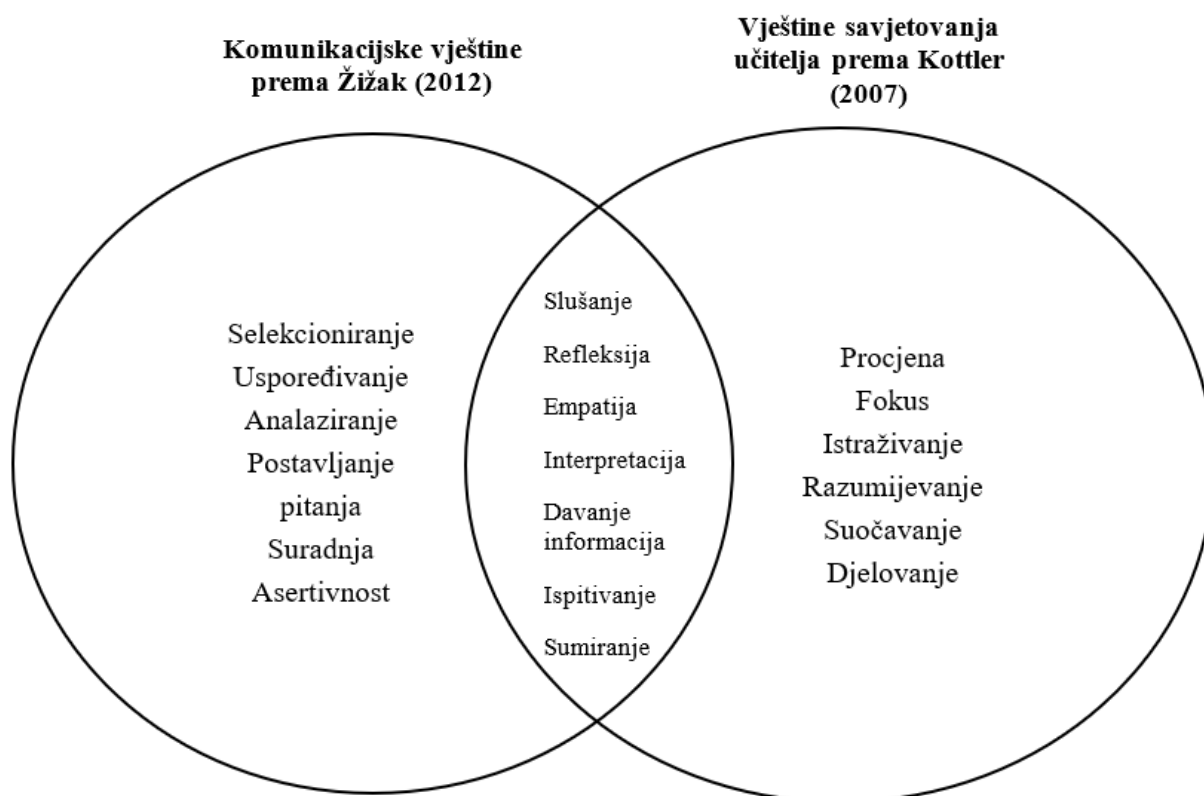 Komunikacijske vještine
prema Žižak (2012)
Vještine savjetovanja
učitelja prema Kottler
(2007)
Selekcioniranje
Uspoređivanje
Analaziranje
Postavljanje
pitanja
Suradnja
Asertivnost
Slušanje
Refleksija
Empatija
Interpretacija
Davanje
informacija
Ispitivanje
Sumiranje
Procjena
Fokus
Istraživanje
Razumijevanje
Suočavanje
Djelovanje